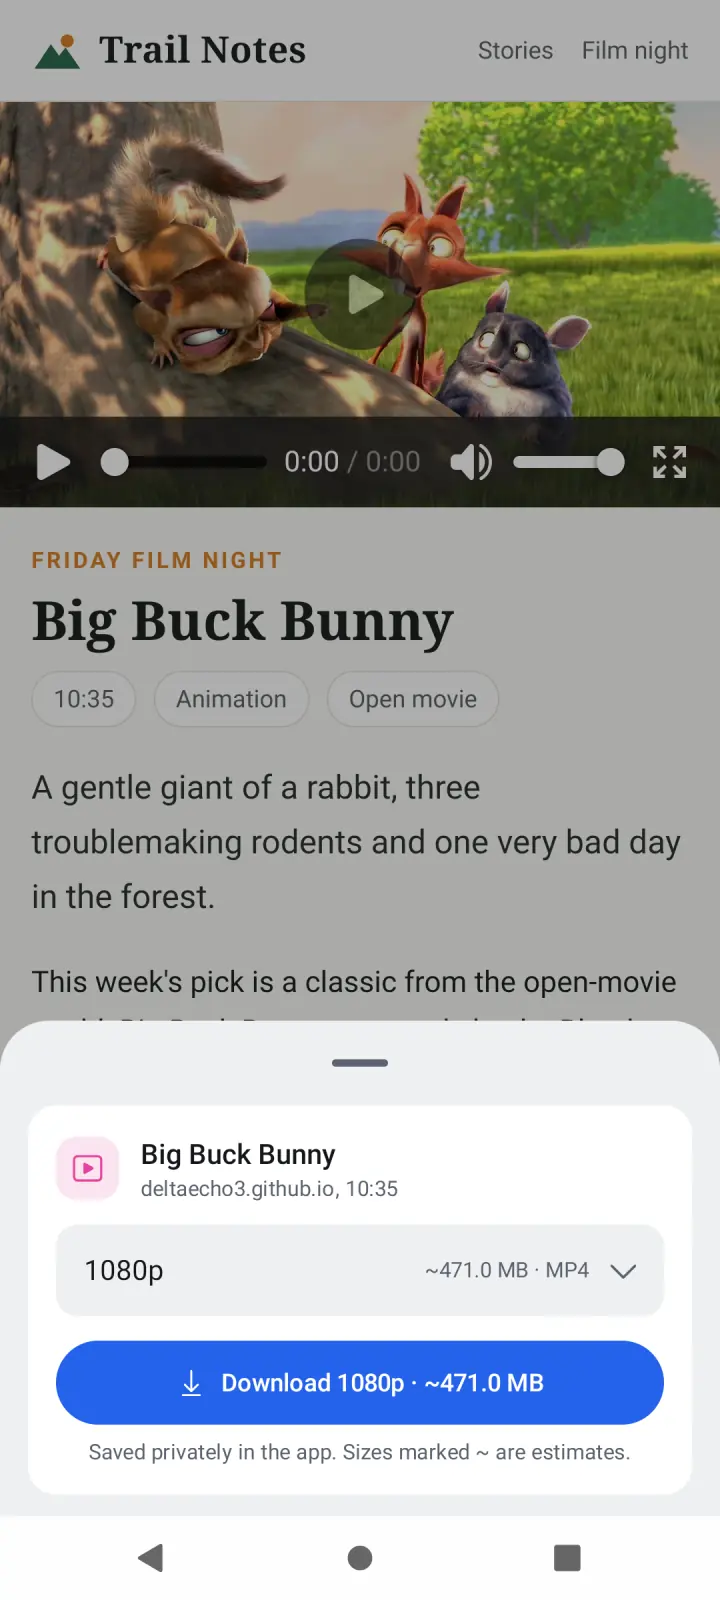 Trail Notes
Stories
Film night
0:00 / 0:00
FRIDAY FILM NIGHT
Big Buck Bunny
10:35
Animation
Open movie
A gentle giant of a rabbit, three
troublemaking rodents and one very bad day
in the forest.
This week's pick is a classic from the open-movie
Big Buck Bunny
deltaecho3.github.io, 10:35
1080p
~471.0 MB · MP4
Download 1080p · ~471.0 MB
Saved privately in the app. Sizes marked ~ are estimates.